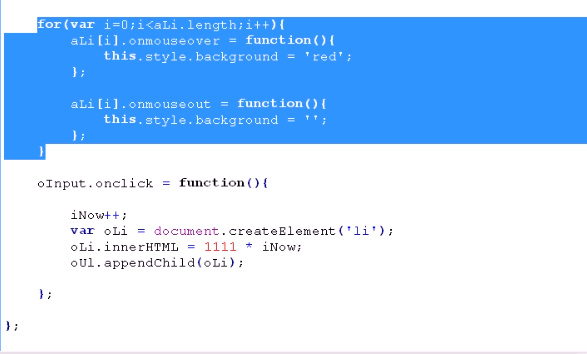 for(var i=0;i<aLi.length;i++){
aLi[i].onmouseover = function(){
this.style.background = 'red';
};
aLi[i].onmouseout = function(){
this.style.background = '';
};
}
oInput.onclick = function(){
iNow++;
var oLi = document.createElement('li');
oLi.innerHTML = 1111 * iNow;
oUl.appendChild(oLi);
};
};